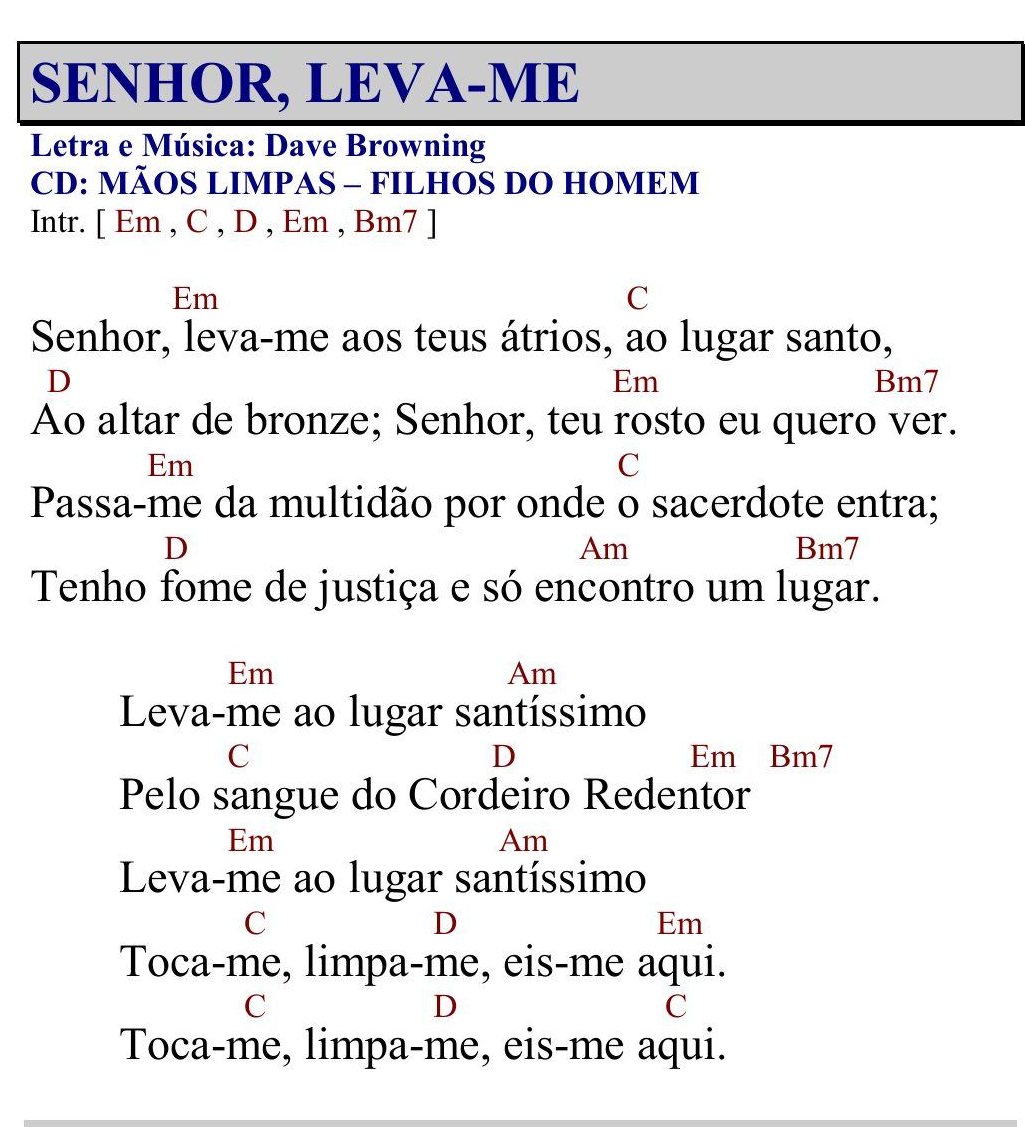 SENHOR, LEVA-ME
Letra e Música: Dave Browning
CD: MÃOS LIMPAS – FILHOS DO HOMEM
Intr. [ Em , C , D , Em , Bm7 ]
Em C
Senhor, leva-me aos teus átrios, ao lugar santo,
D Em Bm7
Ao altar de bronze; Senhor, teu rosto eu quero ver.
Em C
Passa-me da multidão por onde o sacerdote entra;
D Am Bm7
Tenho fome de justiça e só encontro um lugar.
Em Am
Leva-me ao lugar santíssimo
C D Em Bm7
Pelo sangue do Cordeiro Redentor
Em Am
Leva-me ao lugar santíssimo
C D Em
Toca-me, limpa-me, eis-me aqui.
C D C
Toca-me, limpa-me, eis-me aqui.